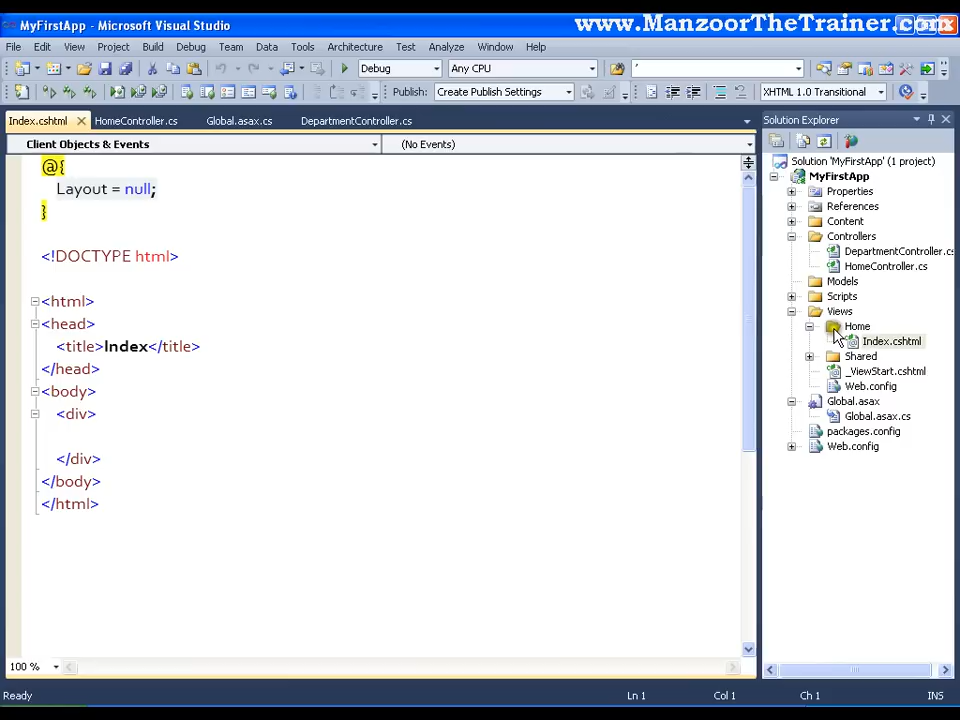 MyFirstApp - Microsoft Visual Studio
www.ManzoorTheTrainer.com
File Edit View Project Build Debug Team Data Tools Architecture Test Analyze Window Help
Debug Any CPU '
Publish: Create Publish Settings XHTML 1.0 Transitional
Index.cshtml HomeController.cs Global.asax.cs DepartmentController.cs
Client Objects & Events (No Events)
@{
Layout = null;
}
<!DOCTYPE html>
<html>
<head>
<title>Index</title>
</head>
<body>
<div>
</div>
</body>
</html>
100 %
Solution Explorer
Solution 'MyFirstApp' (1 project)
MyFirstApp
Properties
References
Content
Controllers
DepartmentController.cs
HomeController.cs
Models
Scripts
Views
Home
Index.cshtml
Shared
_ViewStart.cshtml
Web.config
Global.asax
Global.asax.cs
packages.config
Web.config
Ready Ln 1 Col 1 Ch 1 INS